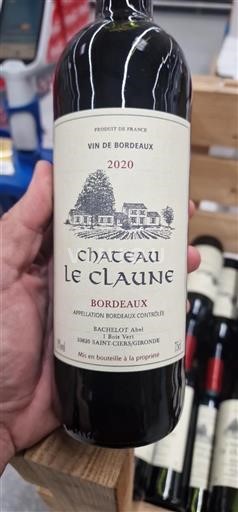 PRODUIT DE FRANCE
VIN DE BORDEAUX
2020
CHATEAU
LE CLAUNE
BORDEAUX
APPELLATION BORDEAUX CONTRÔLÉE
BACHELOT Abel
1 Bois Vert
33820 SAINT-CIERS/GIRONDE
Mis en bouteille à la propriété
75cl